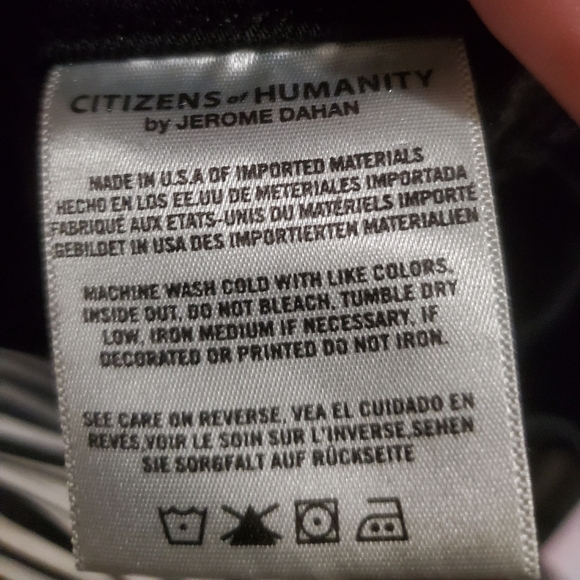 CITIZENS of HUMANITY
by JEROME DAHAN
MADE IN U.S.A OF IMPORTED MATERIALS
HECHO EN LOS EE.UU DE METERIALES IMPORTADA
FABRIQUÉ AUX ETATS-UNIS DU MATÉRIELS IMPORTÉ
GEBILDET IN USA DES IMPORTIERTEN MATERIALIEN
MACHINE WASH COLD WITH LIKE COLORS,
INSIDE OUT, DO NOT BLEACH, TUMBLE DRY
LOW, IRON MEDIUM IF NECESSARY, IF
DECORATED OR PRINTED DO NOT IRON.
SEE CARE ON REVERSE, VEA EL CUIDADO EN
REVÉS, VOIR LE SOIN SUR L'INVERSE, SEHEN
SIE SORGFALT AUF RÜCKSEITE